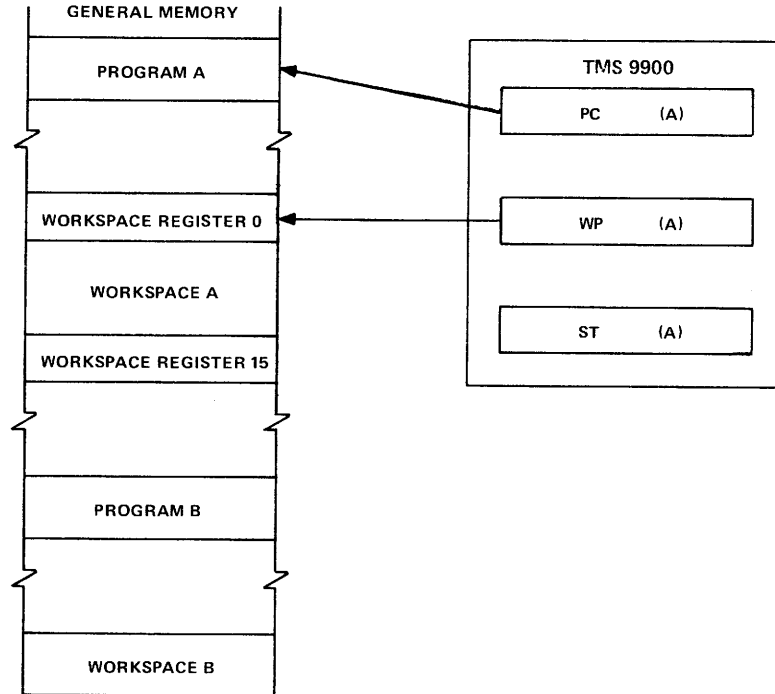 GENERAL MEMORY
PROGRAM A
WORKSPACE REGISTER 0
WORKSPACE A
WORKSPACE REGISTER 15
PROGRAM B
WORKSPACE B
TMS 9900
PC (A)
WP (A)
ST (A)